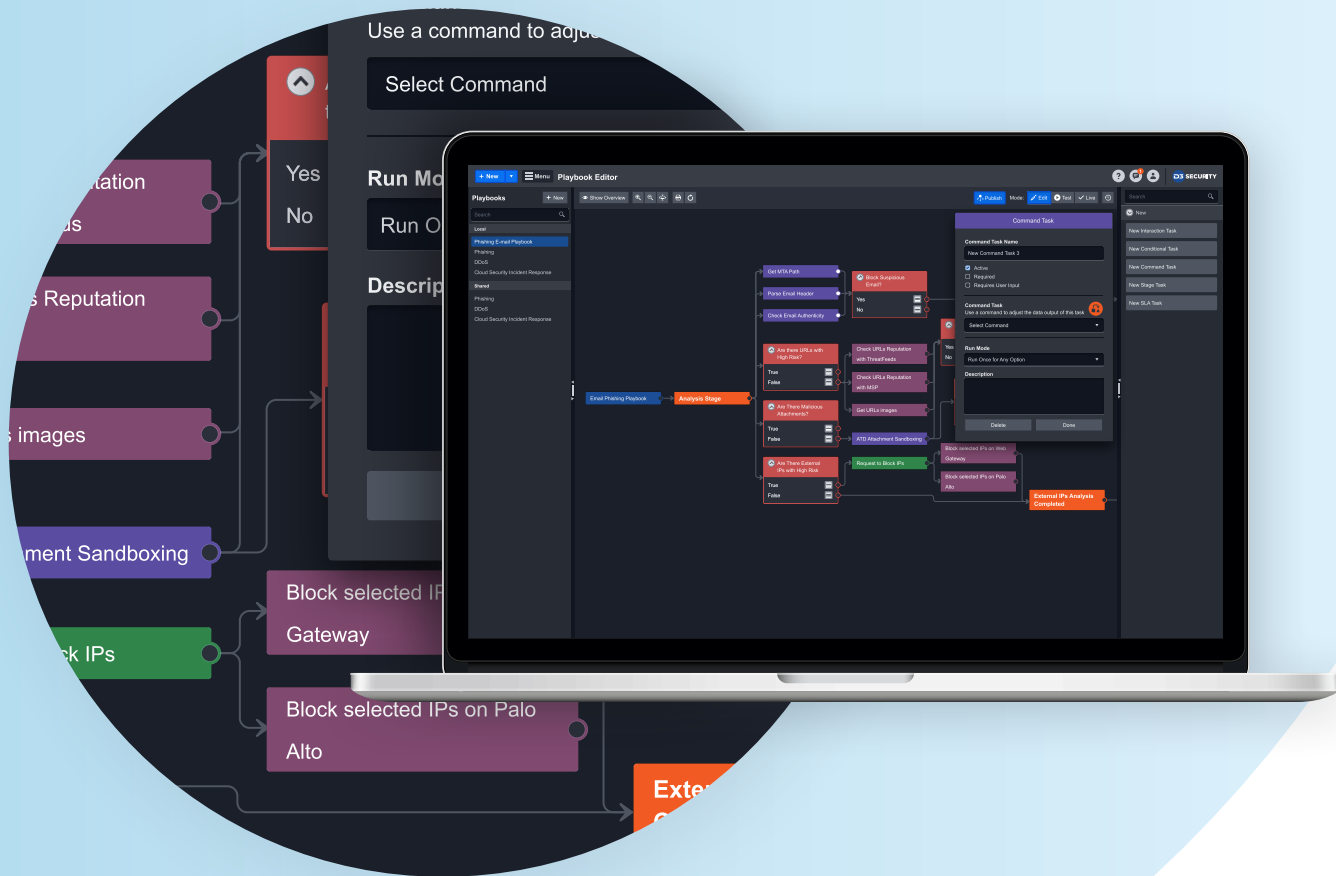 Use a command to adjus
Select Command
Yes
No
Run Mo
Run O
Descrip
Reputation
images
ment Sandboxing
ck IPs
Block selected IP
Gateway
Block selected IPs on Palo
Alto
Exte
+ New
Menu
Playbook Editor
D3 SECURITY
Playbooks
+ New
Search
Local
Phishing E-mail Playbook
Phishing
DDoS
Cloud Security Incident Response
Shared
Phishing
DDoS
Cloud Security Incident Response
Show Overview
Publish
Mode:
Edit
Test
Live
Email Phishing Playbook
Analysis Stage
Get MTA Path
Parse Email Header
Check Email Authenticity
Block Suspicious
Email?
Yes
No
Are there URLs with
High Risk?
True
False
Check URLs Reputation
with ThreatFeeds
Check URLs Reputation
with MSP
Get URLs images
Are There Malicious
Attachments?
True
False
ATD Attachment Sandboxing
Are There External
IPs with High Risk
True
False
Request to Block IPs
Block selected IPs on Web
Gateway
Block selected IPs on Palo
Alto
External IPs Analysis
Completed
Yes
No
Command Task
Command Task Name
New Command Task 3
Active
Required
Requires User Input
Command Task
Use a command to adjust the data output of this task
Select Command
Run Mode
Run Once for Any Option
Description
Delete
Done
Search
New
New Interaction Task
New Conditional Task
New Command Task
New Stage Task
New SLA Task